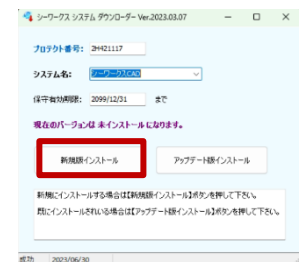 シーワークス システム ダウンローダー Ver.2023.03.07
プロテクト番号: 2H421117
システム名: シーワークスCAD
保守有効期限: 2099/12/31 まで
現在のバージョンは 未インストール になります。
新規版インストール アップデート版インストール
新規にインストールする場合は【新規版インストール】ボタンを押して下さい。
既にインストールされいる場合は【アップデート版インストール】ボタンを押して下さい。
成功 2023/06/30